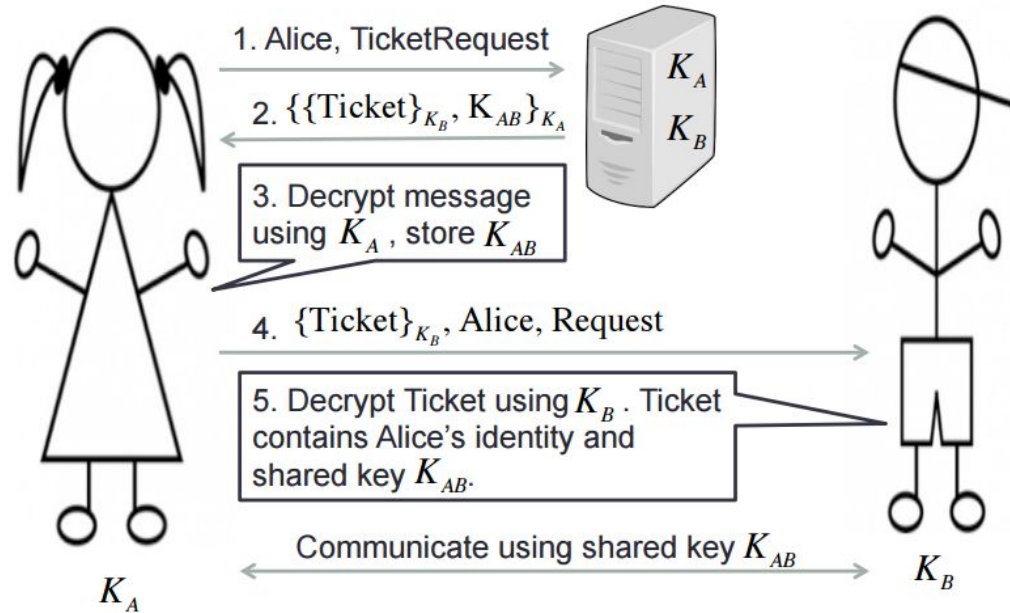 1. Alice, TicketRequest
K_A
2. {{Ticket}_{K_B}, K_{AB}}_{K_A}
K_B
3. Decrypt message
using K_A , store K_{AB}
4. {Ticket}_{K_B}, Alice, Request
5. Decrypt Ticket using K_B . Ticket
contains Alice's identity and
shared key K_{AB}.
Communicate using shared key K_{AB}
K_A
K_B